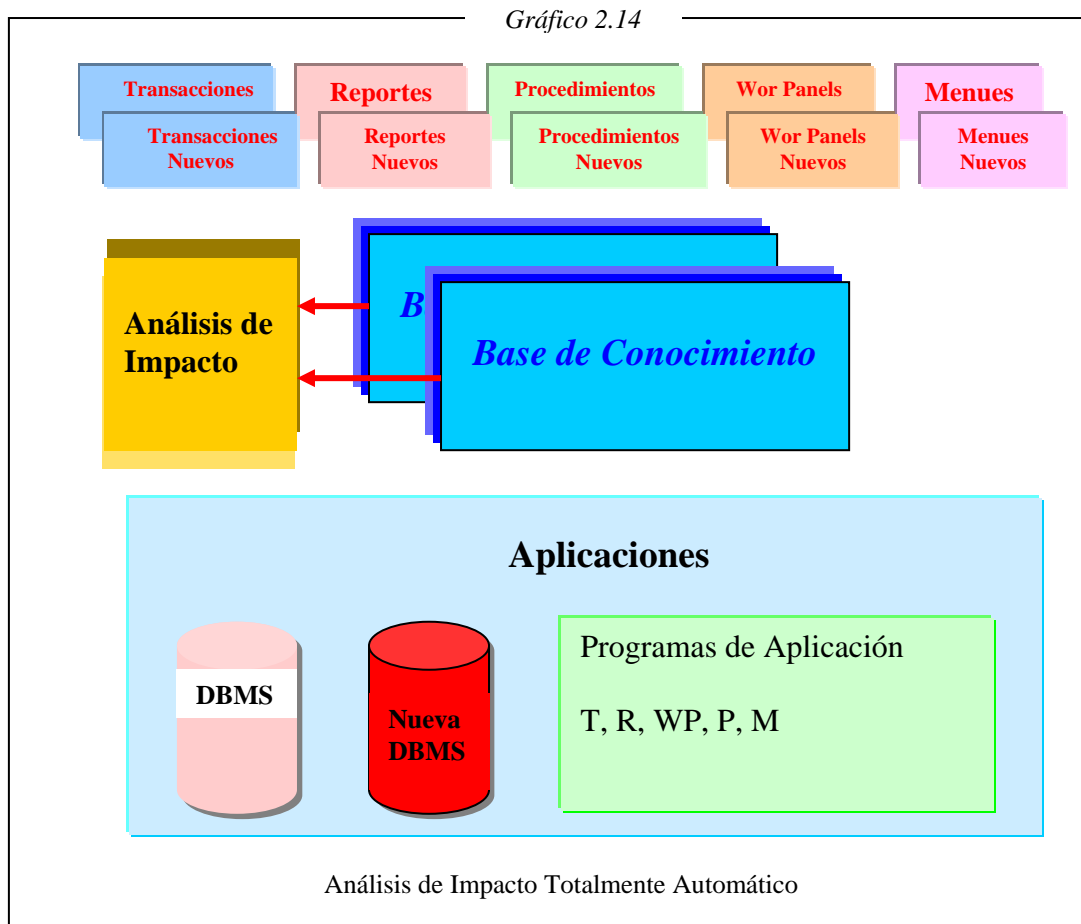 Gráfico 2.14
Transacciones
Reportes
Procedimientos
Wor Panels
Menues
Transacciones
Nuevos
Reportes
Nuevos
Procedimientos
Nuevos
Wor Panels
Nuevos
Menues
Nuevos
Análisis de
Impacto
B
Base de Conocimiento
Aplicaciones
DBMS
Nueva
DBMS
Programas de Aplicación
T, R, WP, P, M
Análisis de Impacto Totalmente Automático